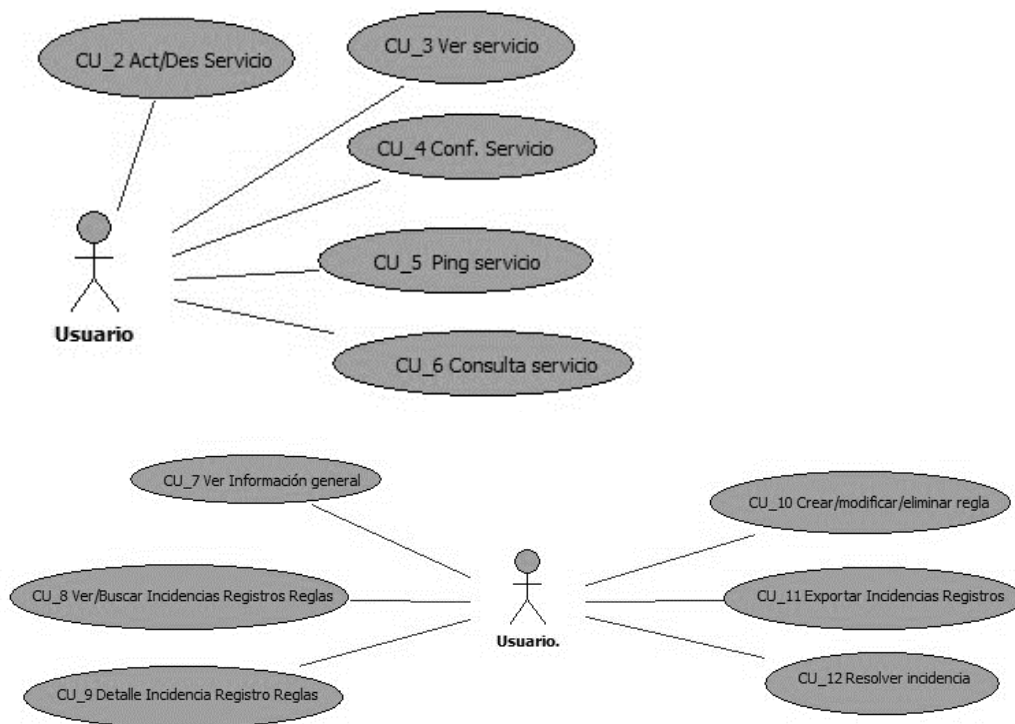 CU_2 Act/Des Servicio
CU_3 Ver servicio
CU_4 Conf. Servicio
CU_5 Ping servicio
Usuario
CU_6 Consulta servicio
CU_7 Ver Información general
CU_10 Crear/modificar/eliminar regla
CU_8 Ver/Buscar Incidencias Registros Reglas
CU_11 Exportar Incidencias Registros
Usuario.
CU_9 Detalle Incidencia Registro Reglas
CU_12 Resolver incidencia